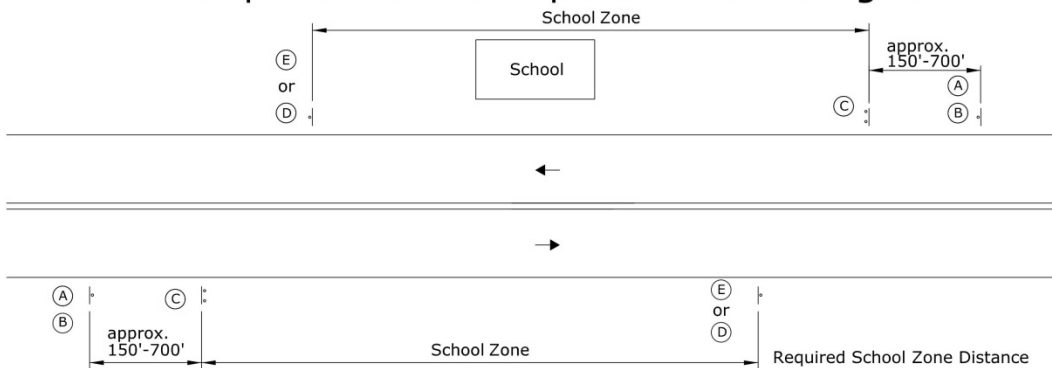 School Zone
approx.
150'-700'
E
or
D
School
A
C
B
A
C
E
or
B
D
approx.
150'-700'
School Zone
Required School Zone Distance